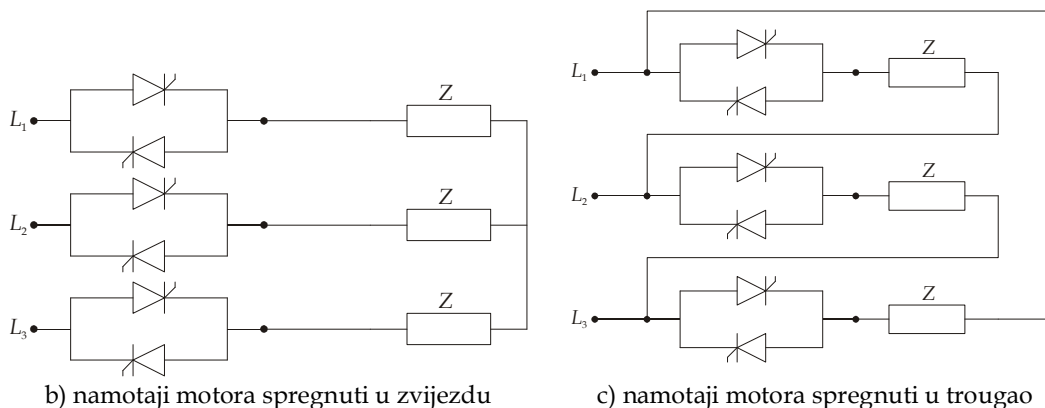 L₁
Z
L₂
Z
L₃
Z
b) namotaji motora spregnuti u zvijezdu
L₁
Z
L₂
Z
L₃
Z
c) namotaji motora spregnuti u trougao